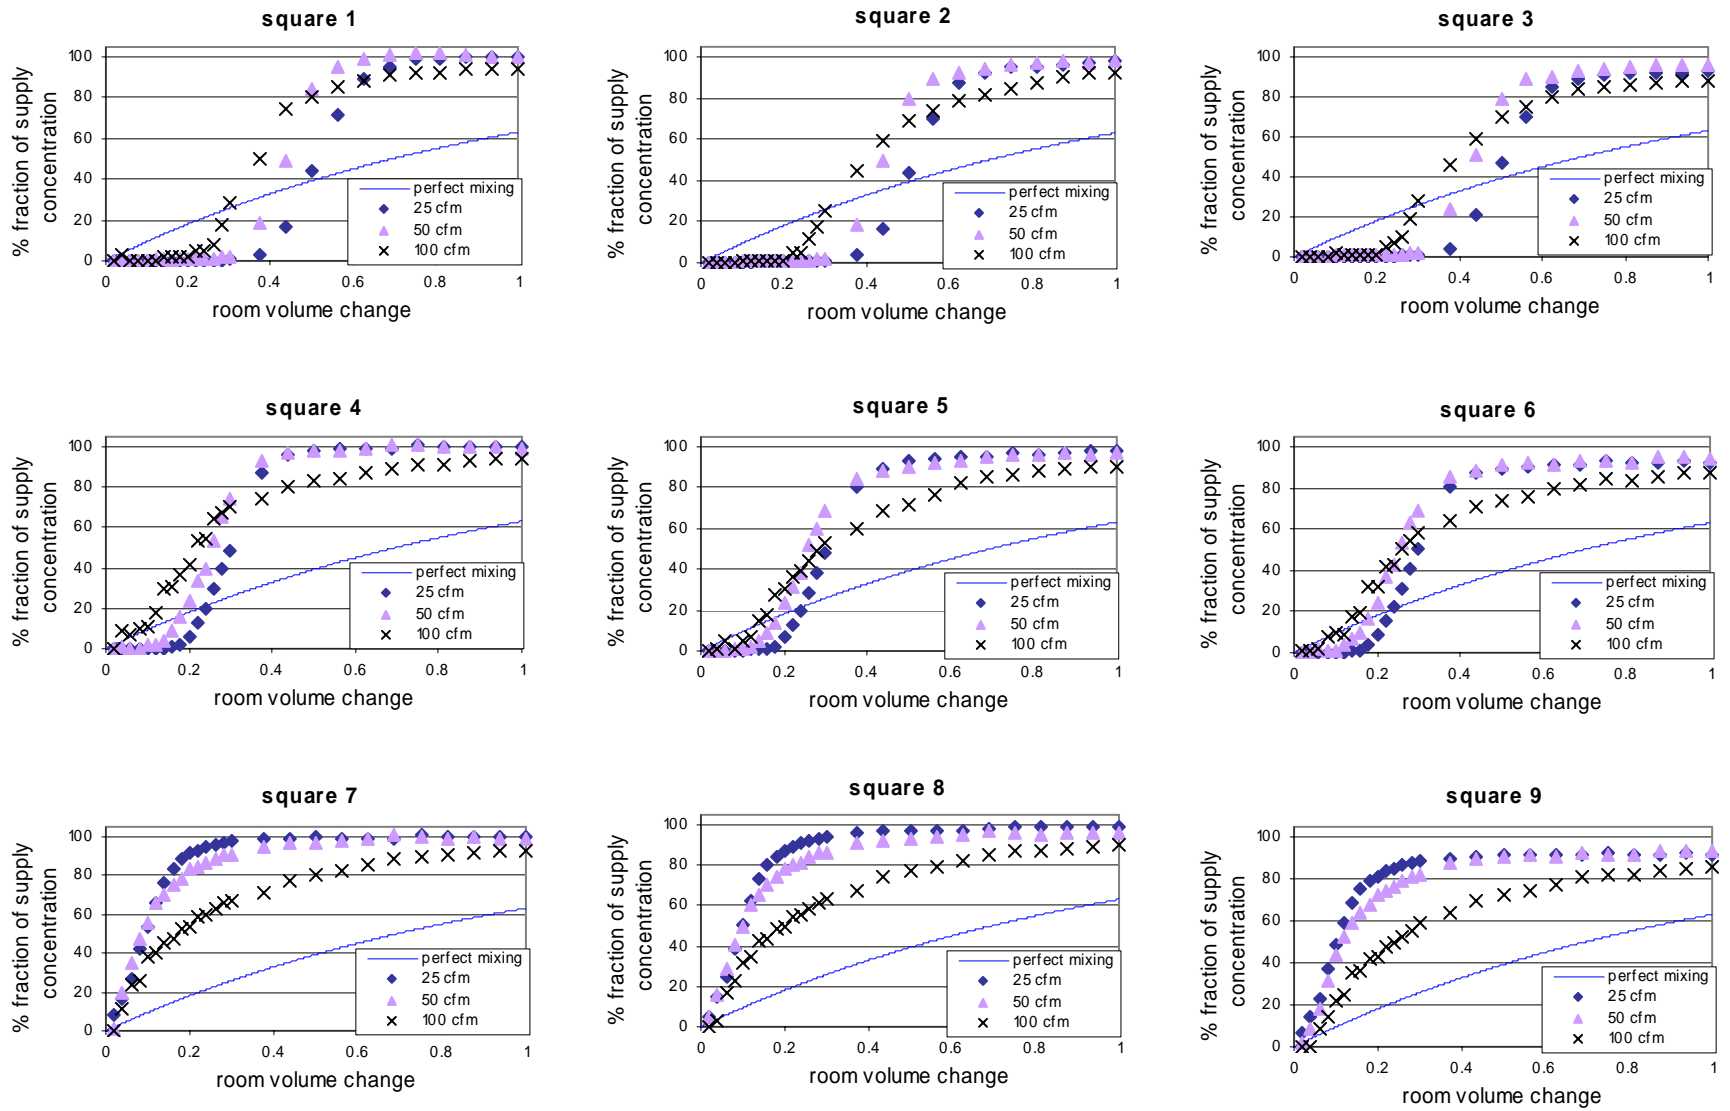 square 1
% fraction of supply
concentration
100
80
60
40
20
0
0 0.2 0.4 0.6 0.8 1
room volume change
perfect mixing
25 cfm
50 cfm
100 cfm
square 2
% fraction of supply
concentration
100
80
60
40
20
0
0 0.2 0.4 0.6 0.8 1
room volume change
perfect mixing
25 cfm
50 cfm
100 cfm
square 3
% fraction of supply
concentration
100
80
60
40
20
0
0 0.2 0.4 0.6 0.8 1
room volume change
perfect mixing
25 cfm
50 cfm
100 cfm
square 4
% fraction of supply
concentration
100
80
60
40
20
0
0 0.2 0.4 0.6 0.8 1
room volume change
perfect mixing
25 cfm
50 cfm
100 cfm
square 5
% fraction of supply
concentration
100
80
60
40
20
0
0 0.2 0.4 0.6 0.8 1
room volume change
perfect mixing
25 cfm
50 cfm
100 cfm
square 6
% fraction of supply
concentration
100
80
60
40
20
0
0 0.2 0.4 0.6 0.8 1
room volume change
perfect mixing
25 cfm
50 cfm
100 cfm
square 7
% fraction of supply
concentration
100
80
60
40
20
0
0 0.2 0.4 0.6 0.8 1
room volume change
perfect mixing
25 cfm
50 cfm
100 cfm
square 8
% fraction of supply
concentration
100
80
60
40
20
0
0 0.2 0.4 0.6 0.8 1
room volume change
perfect mixing
25 cfm
50 cfm
100 cfm
square 9
% fraction of supply
concentration
100
80
60
40
20
0
0 0.2 0.4 0.6 0.8 1
room volume change
perfect mixing
25 cfm
50 cfm
100 cfm